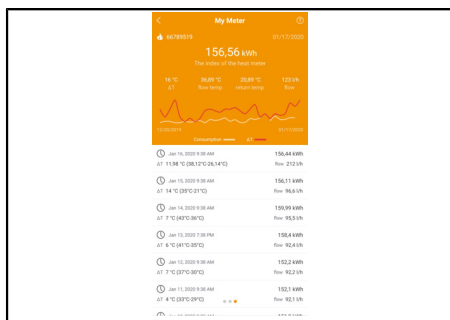 My Meter
66789519 01/17/2020
156,56 kWh
The index of the heat meter
16 °C 36,89 °C 20,89 °C 123 l/h
ΔT flow temp return temp flow
01/17/2020
Consumption ΔT
Jan 16, 2020 9:38 AM 156,44 kWh
ΔT 11,98 °C (38,12°C-26,14°C) flow 212 l/h
Jan 15, 2020 9:38 AM 156,11 kWh
ΔT 14 °C (35°C-21°C) flow 96,6 l/h
Jan 14, 2020 9:38 AM 159,99 kWh
ΔT 7 °C (43°C-36°C) flow 95,5 l/h
Jan 13, 2020 7:38 PM 158,4 kWh
ΔT 6 °C (41°C-35°C) flow 92,4 l/h
Jan 12, 2020 9:38 AM 152,2 kWh
ΔT 7 °C (37°C-30°C) flow 92,2 l/h
Jan 11, 2020 9:38 AM 152,1 kWh
ΔT 4 °C (33°C-29°C) flow 92,1 l/h